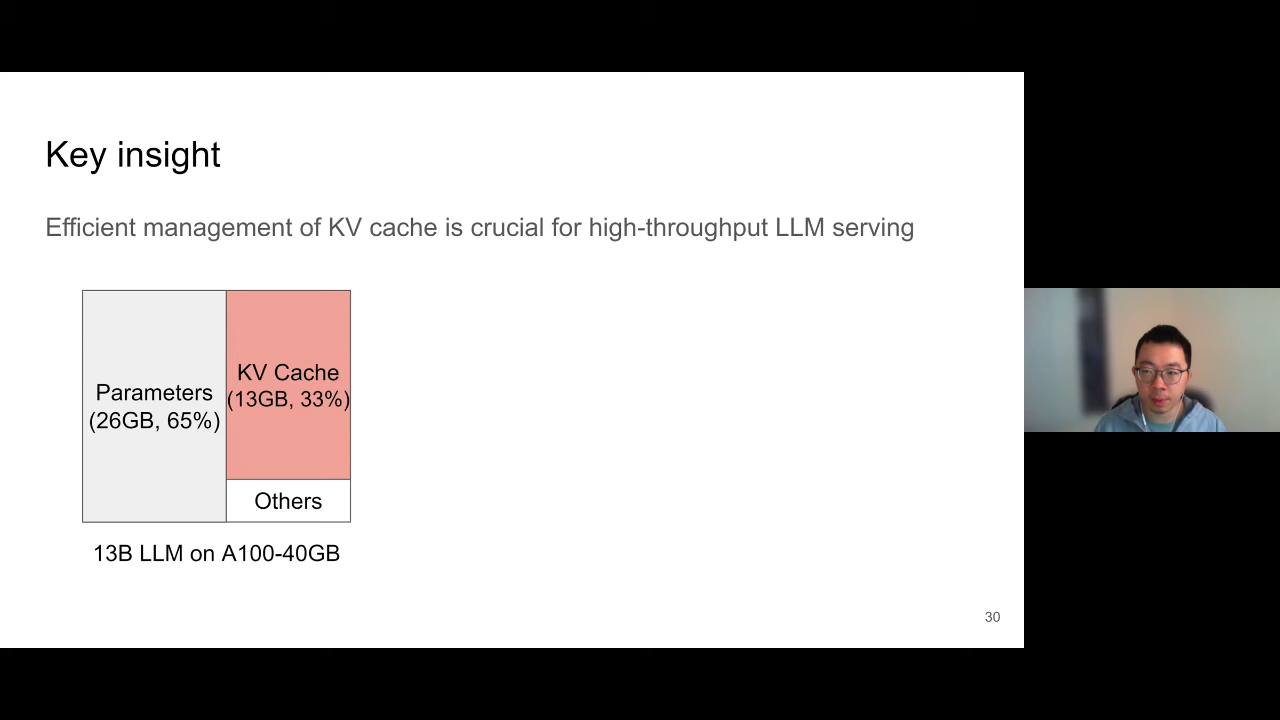 Key insight
Efficient management of KV cache is crucial for high-throughput LLM serving
Parameters
(26GB, 65%)
KV Cache
(13GB, 33%)
Others
13B LLM on A100-40GB
30